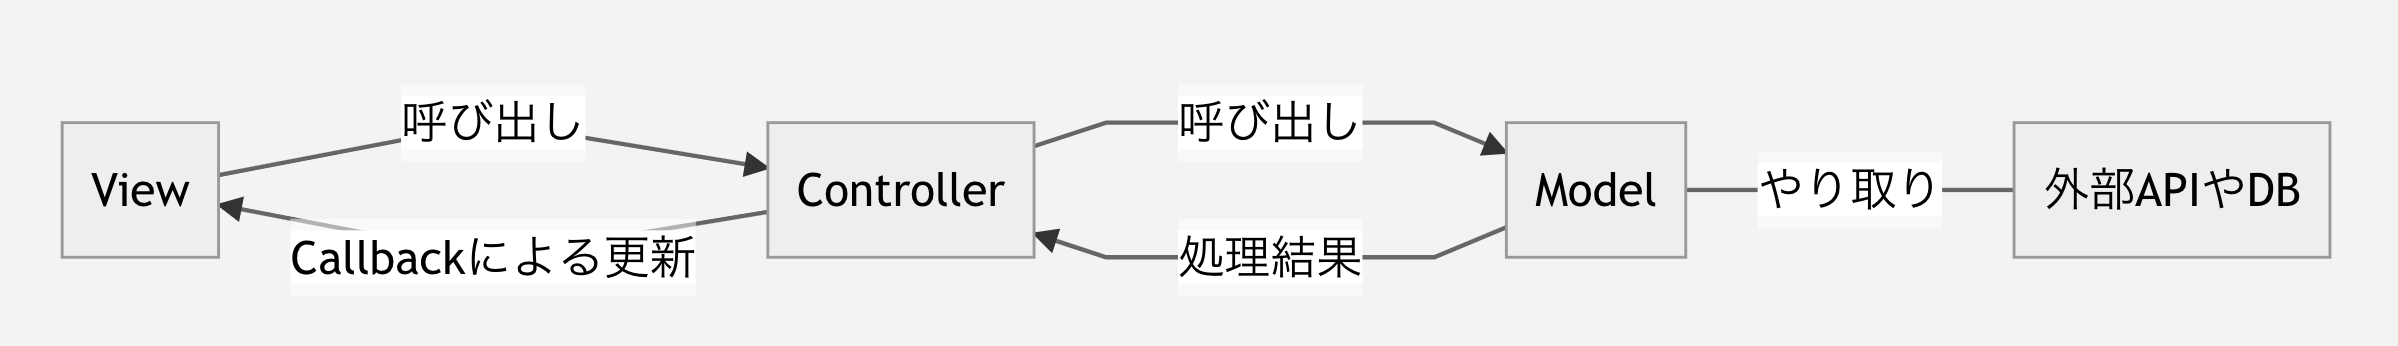 View
呼び出し
Callbackによる更新
Controller
呼び出し
処理結果
Model
やり取り
外部APIやDB